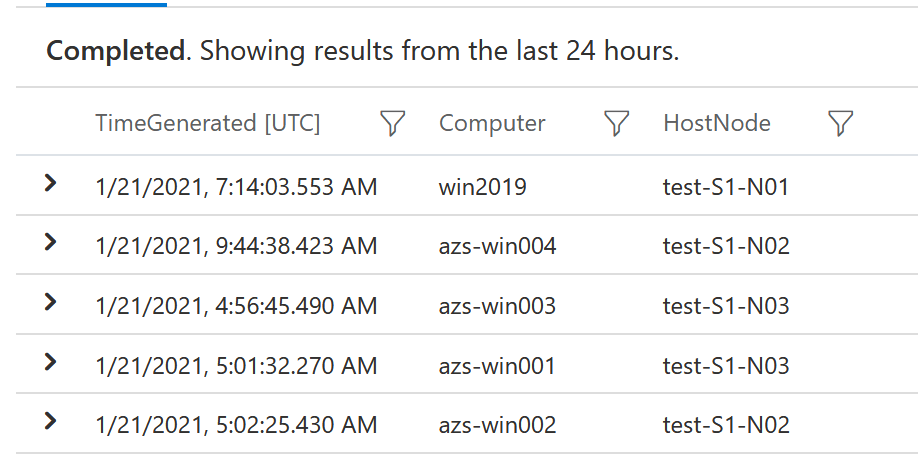 Completed. Showing results from the last 24 hours.
TimeGenerated [UTC] Computer HostNode
1/21/2021, 7:14:03.553 AM win2019 test-S1-N01
1/21/2021, 9:44:38.423 AM azs-win004 test-S1-N02
1/21/2021, 4:56:45.490 AM azs-win003 test-S1-N03
1/21/2021, 5:01:32.270 AM azs-win001 test-S1-N03
1/21/2021, 5:02:25.430 AM azs-win002 test-S1-N02